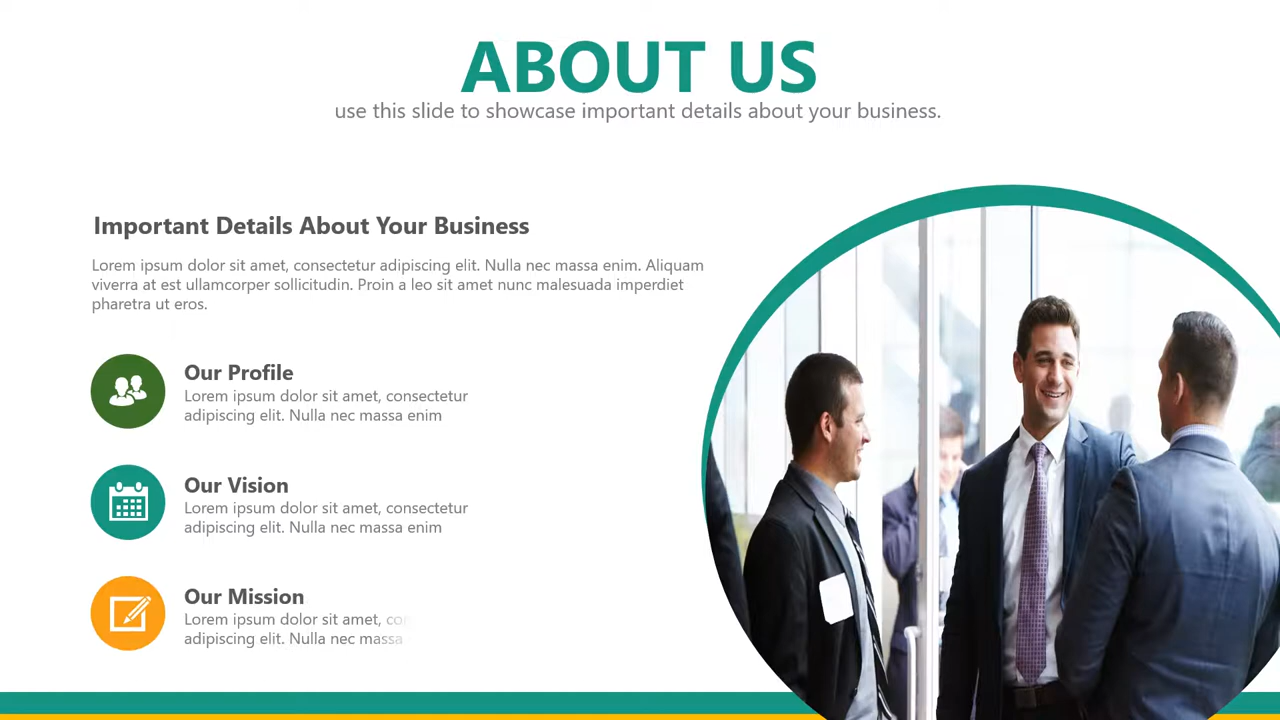 ABOUT US
use this slide to showcase important details about your business.
Important Details About Your Business
Lorem ipsum dolor sit amet, consectetur adipiscing elit. Nulla nec massa enim. Aliquam
viverra at est ullamcorper sollicitudin. Proin a leo sit amet nunc malesuada imperdiet
pharetra ut eros.
Our Profile
Lorem ipsum dolor sit amet, consectetur
adipiscing elit. Nulla nec massa enim
Our Vision
Lorem ipsum dolor sit amet, consectetur
adipiscing elit. Nulla nec massa enim
Our Mission
Lorem ipsum dolor sit amet,
adipiscing elit. Nulla nec massa